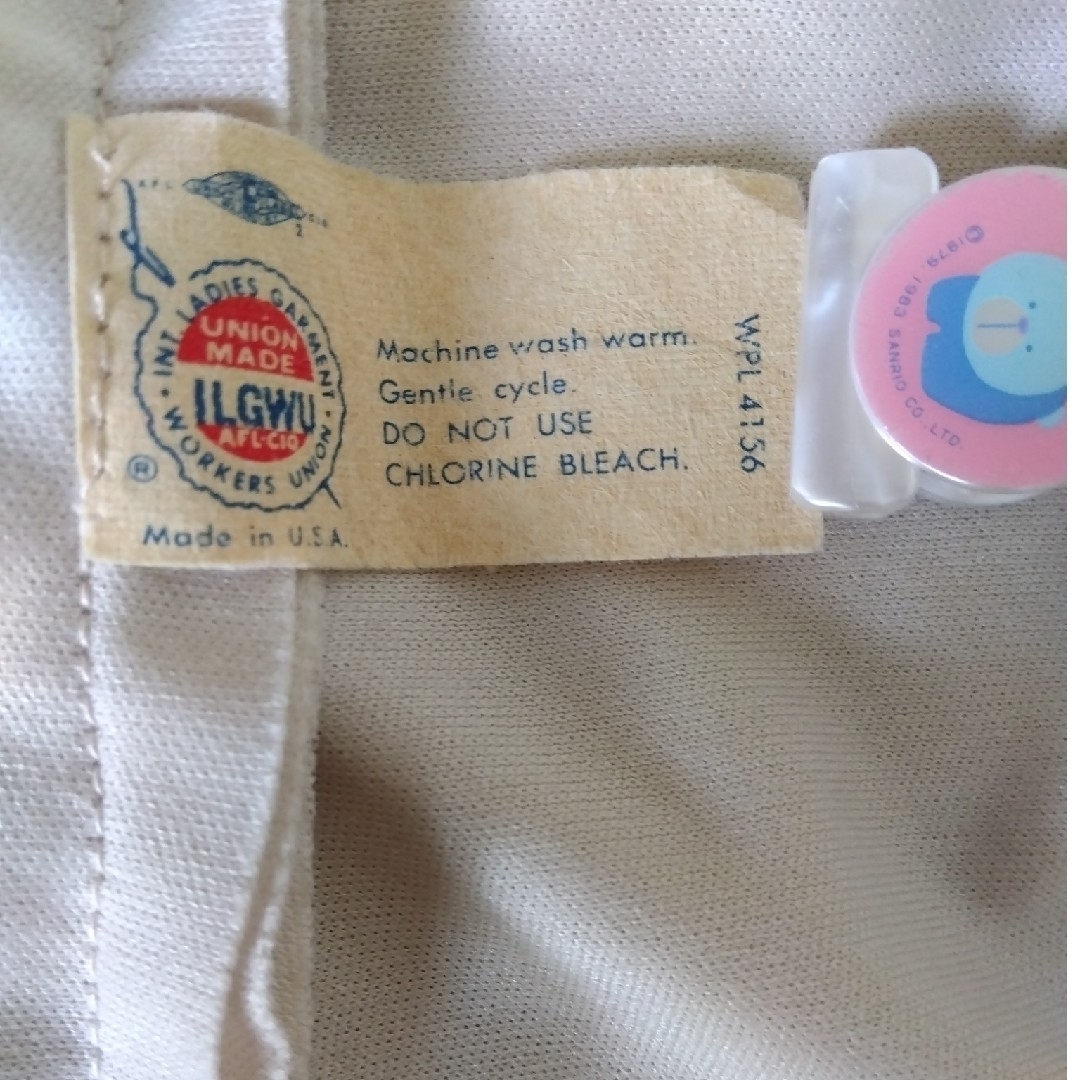 2
INT. LADIES GARMENT
UNION
MADE
ILGWU
AFL-CIO
WORKERS UNION
®
Made in U.S.A.
Machine wash warm.
Gentle cycle.
DO NOT USE
CHLORINE BLEACH.
WPL 4156
©1979, 1983 SANRIO CO., LTD.